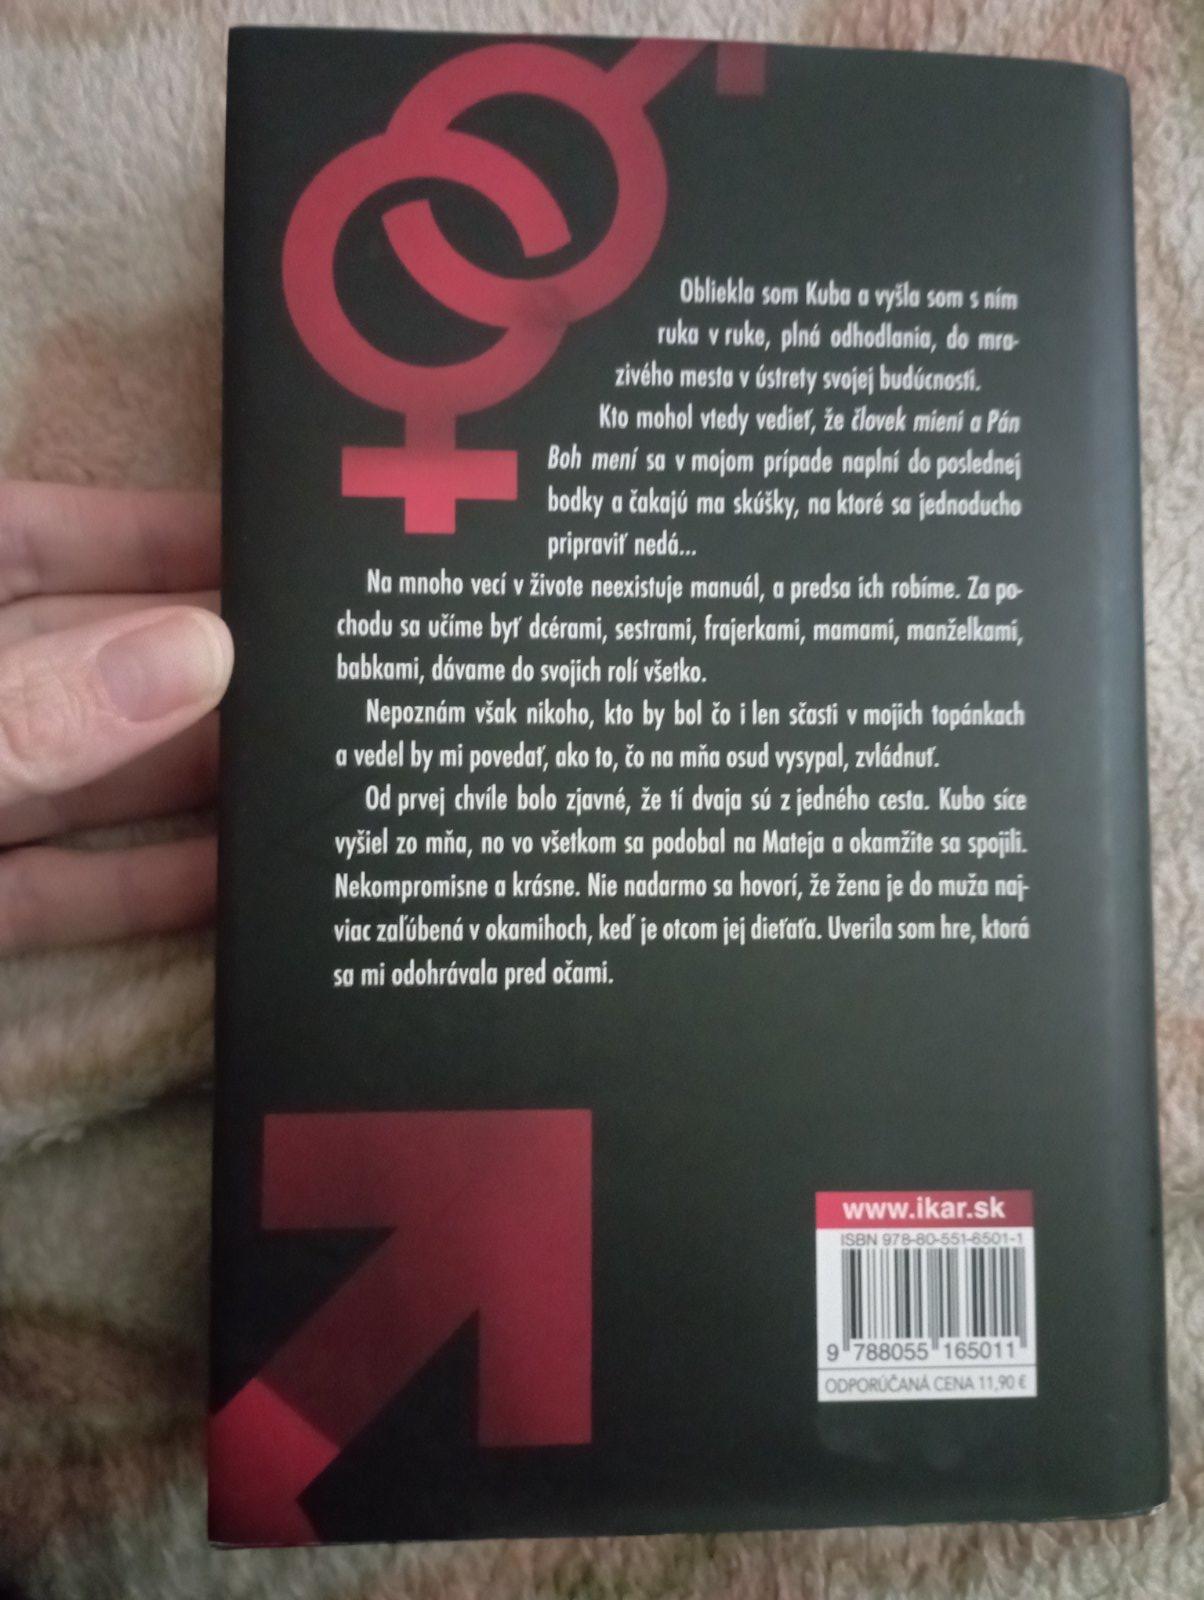 Obliekla som Kuba a vyšla som s ním
ruka v ruke, plná odhodlania, do mra-
zivého mesta v ústrety svojej budúcnosti.
Kto mohol vtedy vedieť, že človek mieni a Pán
Boh mení sa v mojom prípade naplní do poslednej
bodky a čakajú ma skúšky, na ktoré sa jednoducho
pripraviť nedá...
Na mnoho vecí v živote neexistuje manuál, a predsa ich robíme. Za po-
chodu sa učíme byť dcérami, sestrami, frajerkami, mamami, manželkami,
babkami, dávame do svojich rolí všetko.
Nepoznám však nikoho, kto by bol čo i len sčasti v mojich topánkach
a vedel by mi povedať, ako to, čo na mňa osud vysypal, zvládnuť.
Od prvej chvíle bolo zjavné, že tí dvaja sú z jedného cesta. Kubo síce
vyšiel zo mňa, no vo všetkom sa podobal na Mateja a okamžite sa spojili.
Nekompromisne a krásne. Nie nadarmo sa hovorí, že žena je do muža naj-
viac zaľúbená v okamihoch, keď je otcom jej dieťaťa. Uverila som hre, ktorá
sa mi odohrávala pred očami.
www.ikar.sk
ISBN 978-80-551-6501-1
9 788055 165011
ODPORÚČANÁ CENA 11,90 €